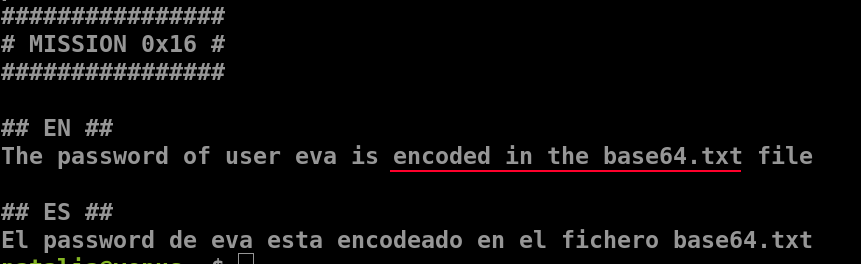 ################
# MISSION 0x16 #
################
## EN ##
The password of user eva is encoded in the base64.txt file
## ES ##
El password de eva esta encodeado en el fichero base64.txt